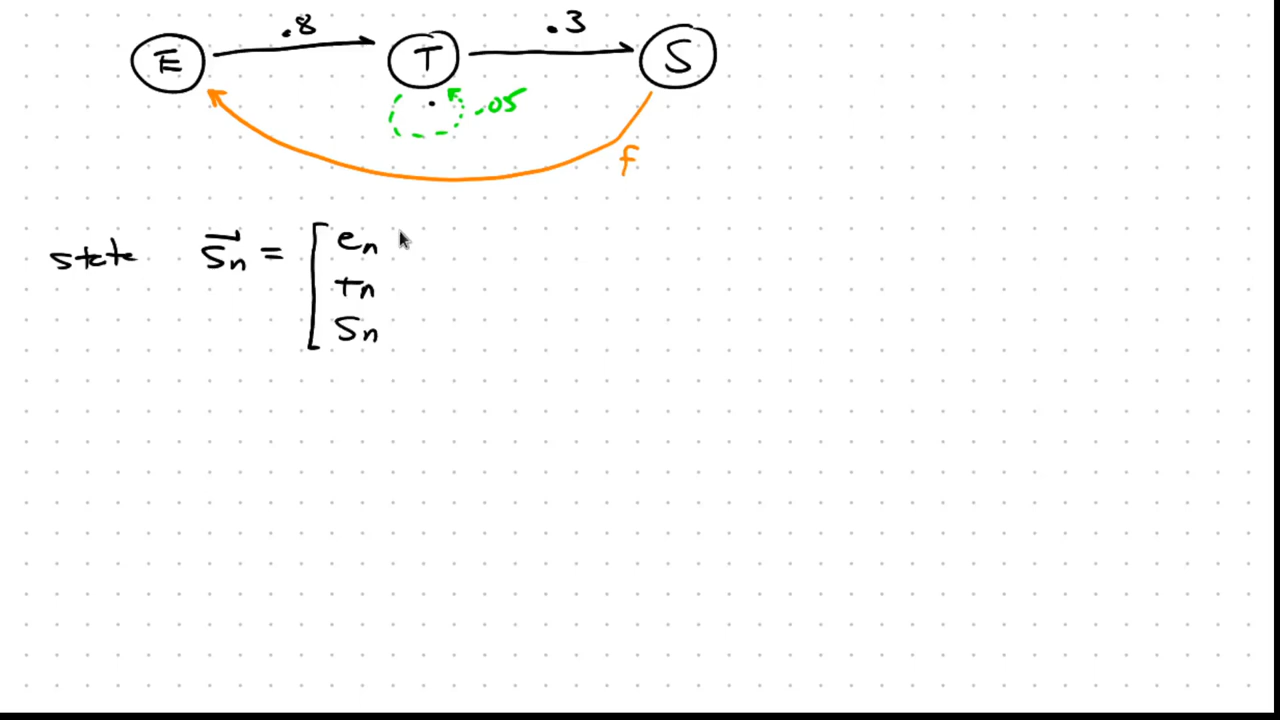 .8 .3
E T S
.05
f
state s⃗n = [ en
tn
sn